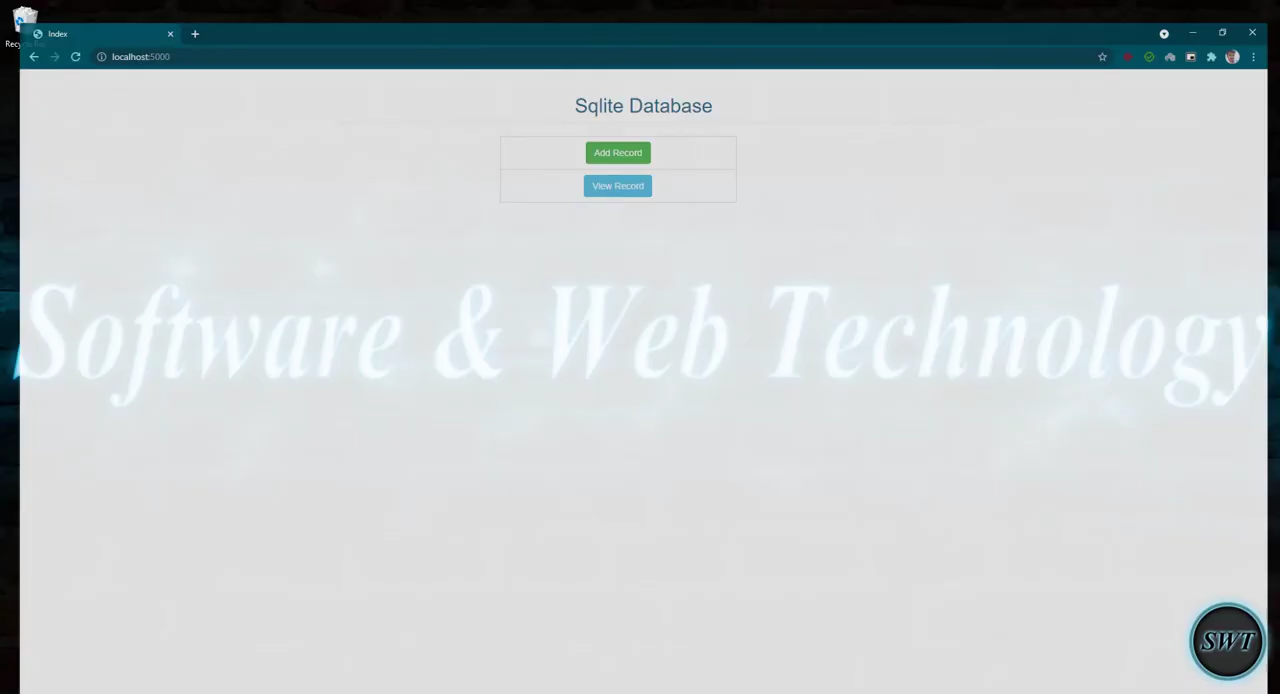 Index
localhost:5000
Sqlite Database
Add Record
View Record
Software & Web Technology
SWT